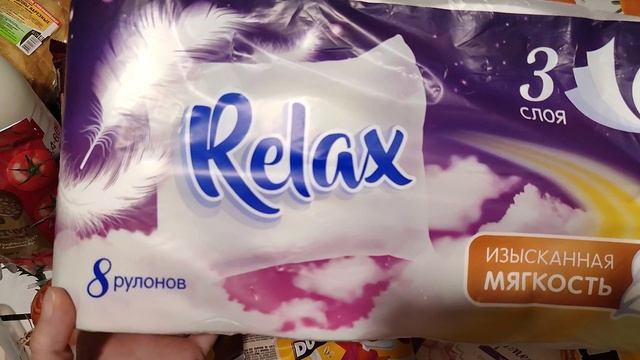 Relax
3
СЛОЯ
8 рулонов
ИЗЫСКАННАЯ
МЯГКОСТЬ